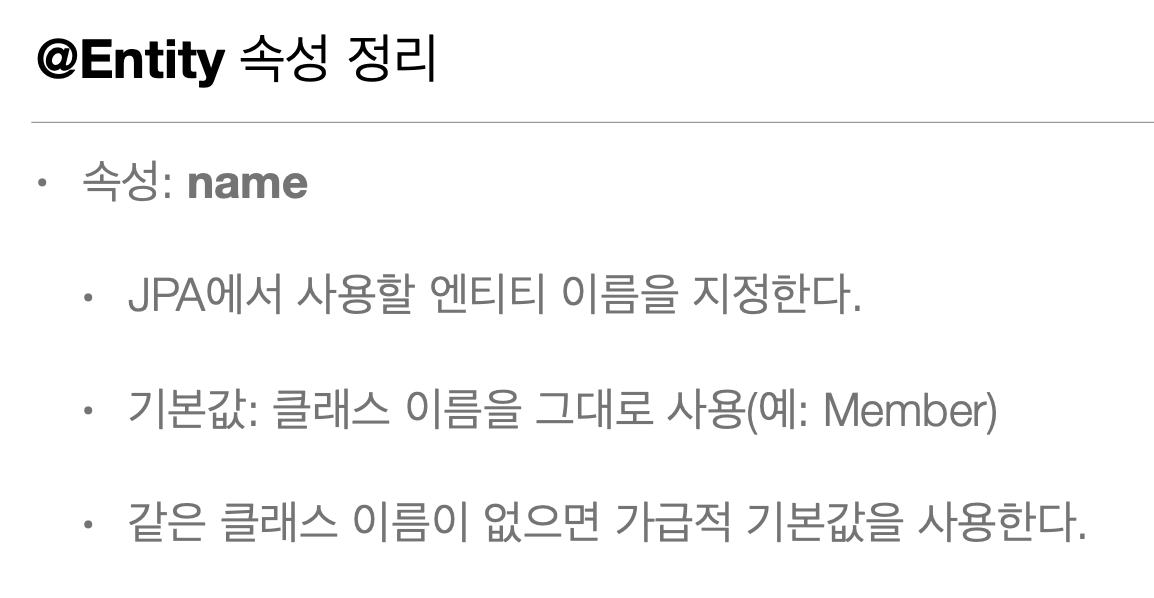 @Entity 속성 정리
• 속성: name
• JPA에서 사용할 엔티티 이름을 지정한다.
• 기본값: 클래스 이름을 그대로 사용(예: Member)
• 같은 클래스 이름이 없으면 가급적 기본값을 사용한다.